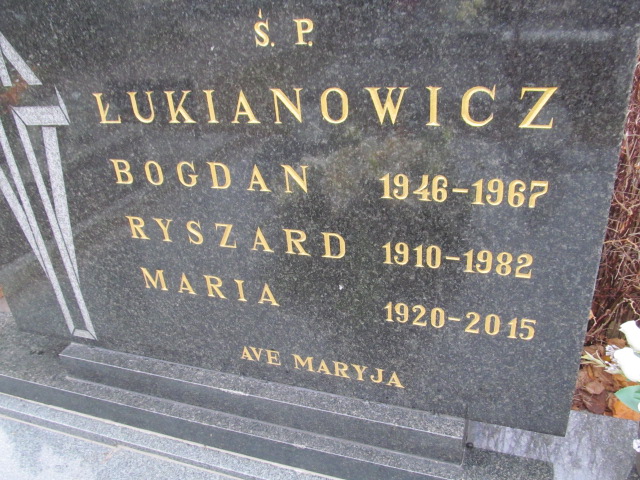 Ś. P.
ŁUKIANOWICZ
BOGDAN 1946-1967
RYSZARD 1910-1982
MARIA 1920-2015
AVE MARYJA